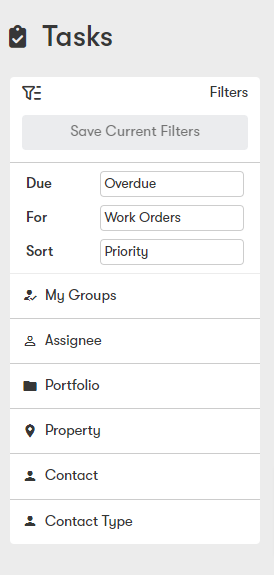 Tasks
Filters
Save Current Filters
Due Overdue
For Work Orders
Sort Priority
My Groups
Assignee
Portfolio
Property
Contact
Contact Type